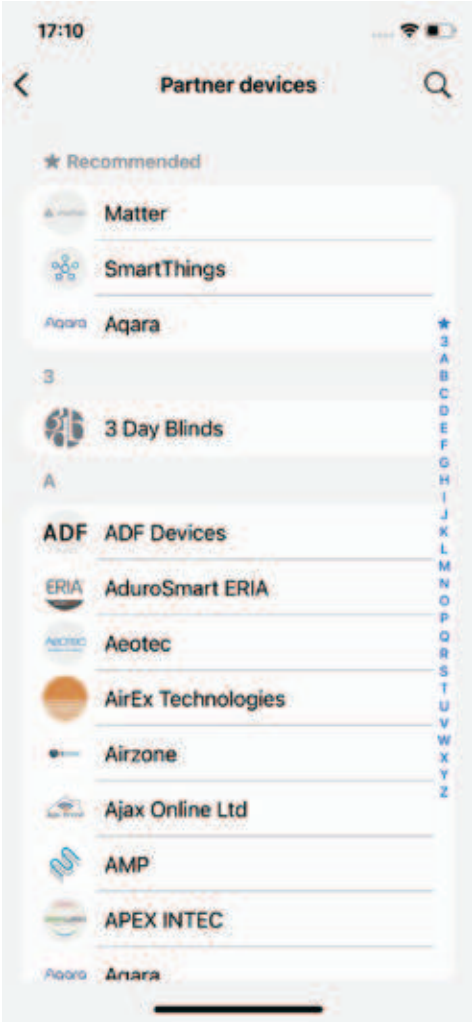 17:10
Partner devices
★ Recommended
Matter
SmartThings
Aqara Aqara
3
3 Day Blinds
A
ADF ADF Devices
ERIA AduroSmart ERIA
AEOTEC Aeotec
AirEx Technologies
Airzone
Ajax Online Ltd
AMP
APEX INTEC
Aqara Aqara
★
3
A
B
C
D
E
F
G
H
I
J
K
L
M
N
O
P
Q
R
S
T
U
V
W
X
Y
Z